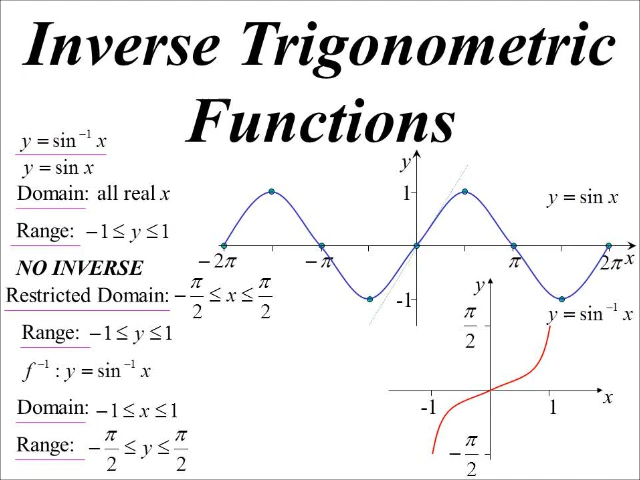 Inverse Trigonometric
Functions
y = sin⁻¹ x
y = sin x
Domain: all real x
Range: −1 ≤ y ≤ 1
NO INVERSE
Restricted Domain: −π/2 ≤ x ≤ π/2
Range: −1 ≤ y ≤ 1
f⁻¹ : y = sin⁻¹ x
Domain: −1 ≤ x ≤ 1
Range: −π/2 ≤ y ≤ π/2
y
1
y = sin x
−2π
−π
π
2π x
-1
y
π/2
y = sin⁻¹ x
-1
1
x
−π/2